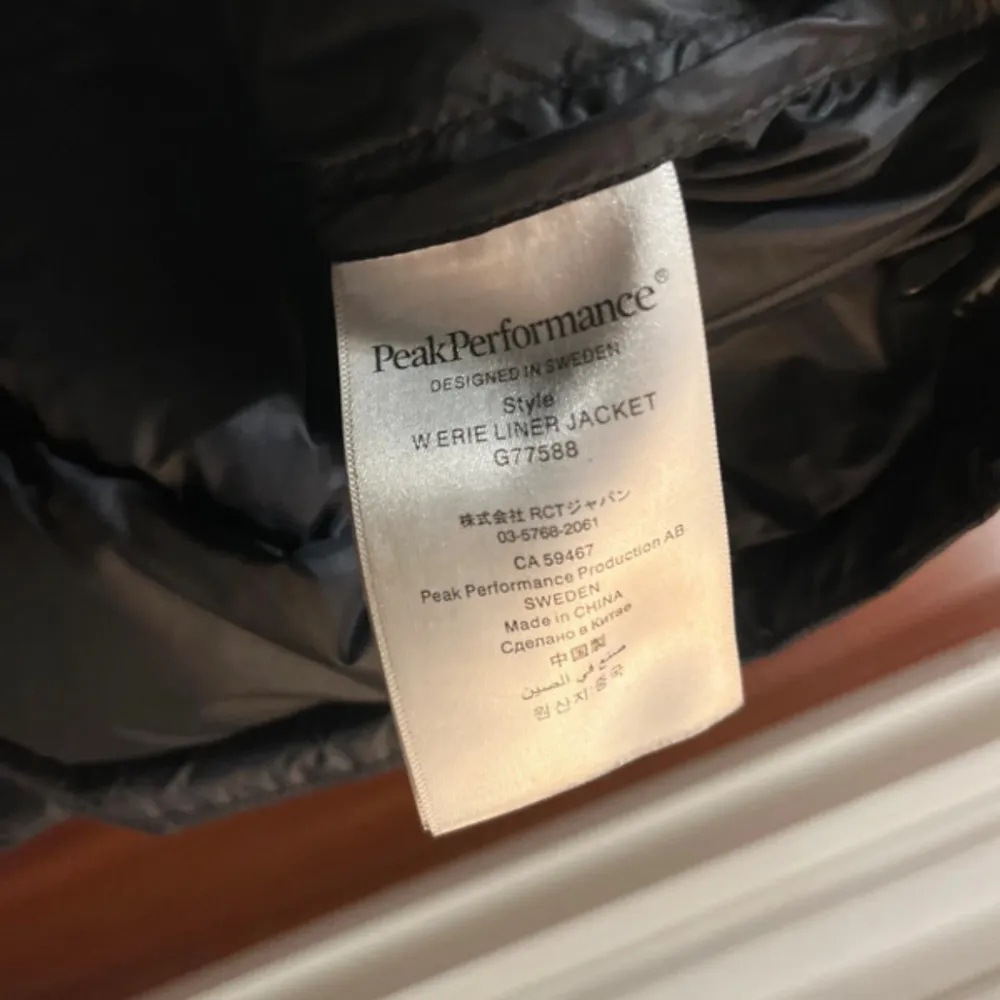 PeakPerformance®
DESIGNED IN SWEDEN
Style
W ERIE LINER JACKET
G77588
株式会社 RCTジャパン
03-5768-2061
CA 59467
Peak Performance Production AB
SWEDEN
Made in CHINA
Сделано в Китае
中国製
صنع في الصين
원산지:중국